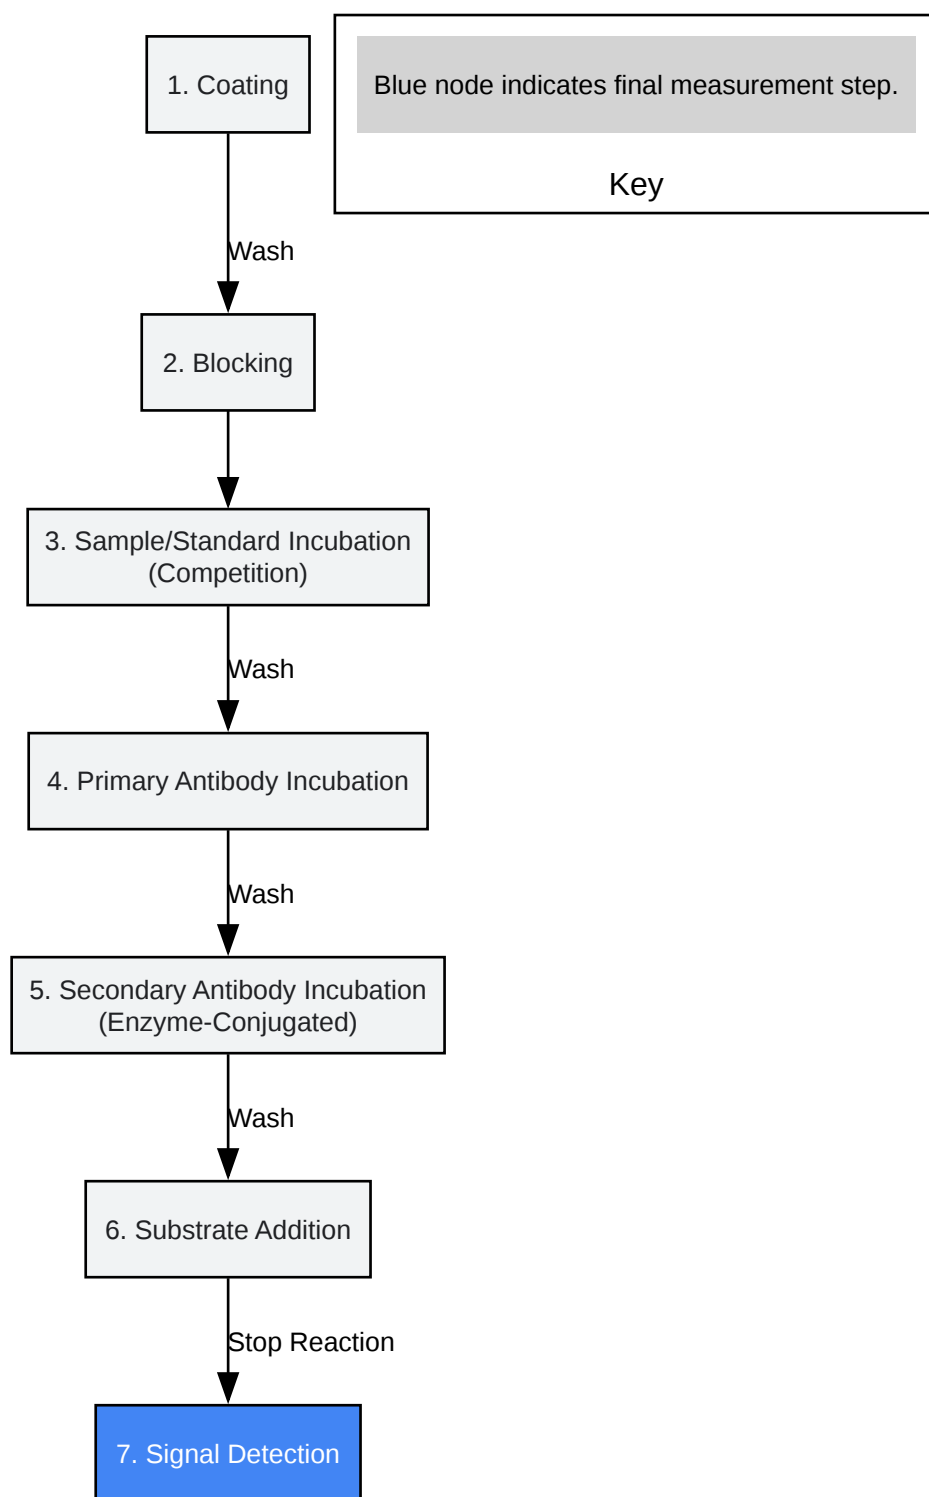 1. Coating
Blue node indicates final measurement step.
Key
Wash
2. Blocking
3. Sample/Standard Incubation
(Competition)
Wash
4. Primary Antibody Incubation
Wash
5. Secondary Antibody Incubation
(Enzyme-Conjugated)
Wash
6. Substrate Addition
Stop Reaction
7. Signal Detection